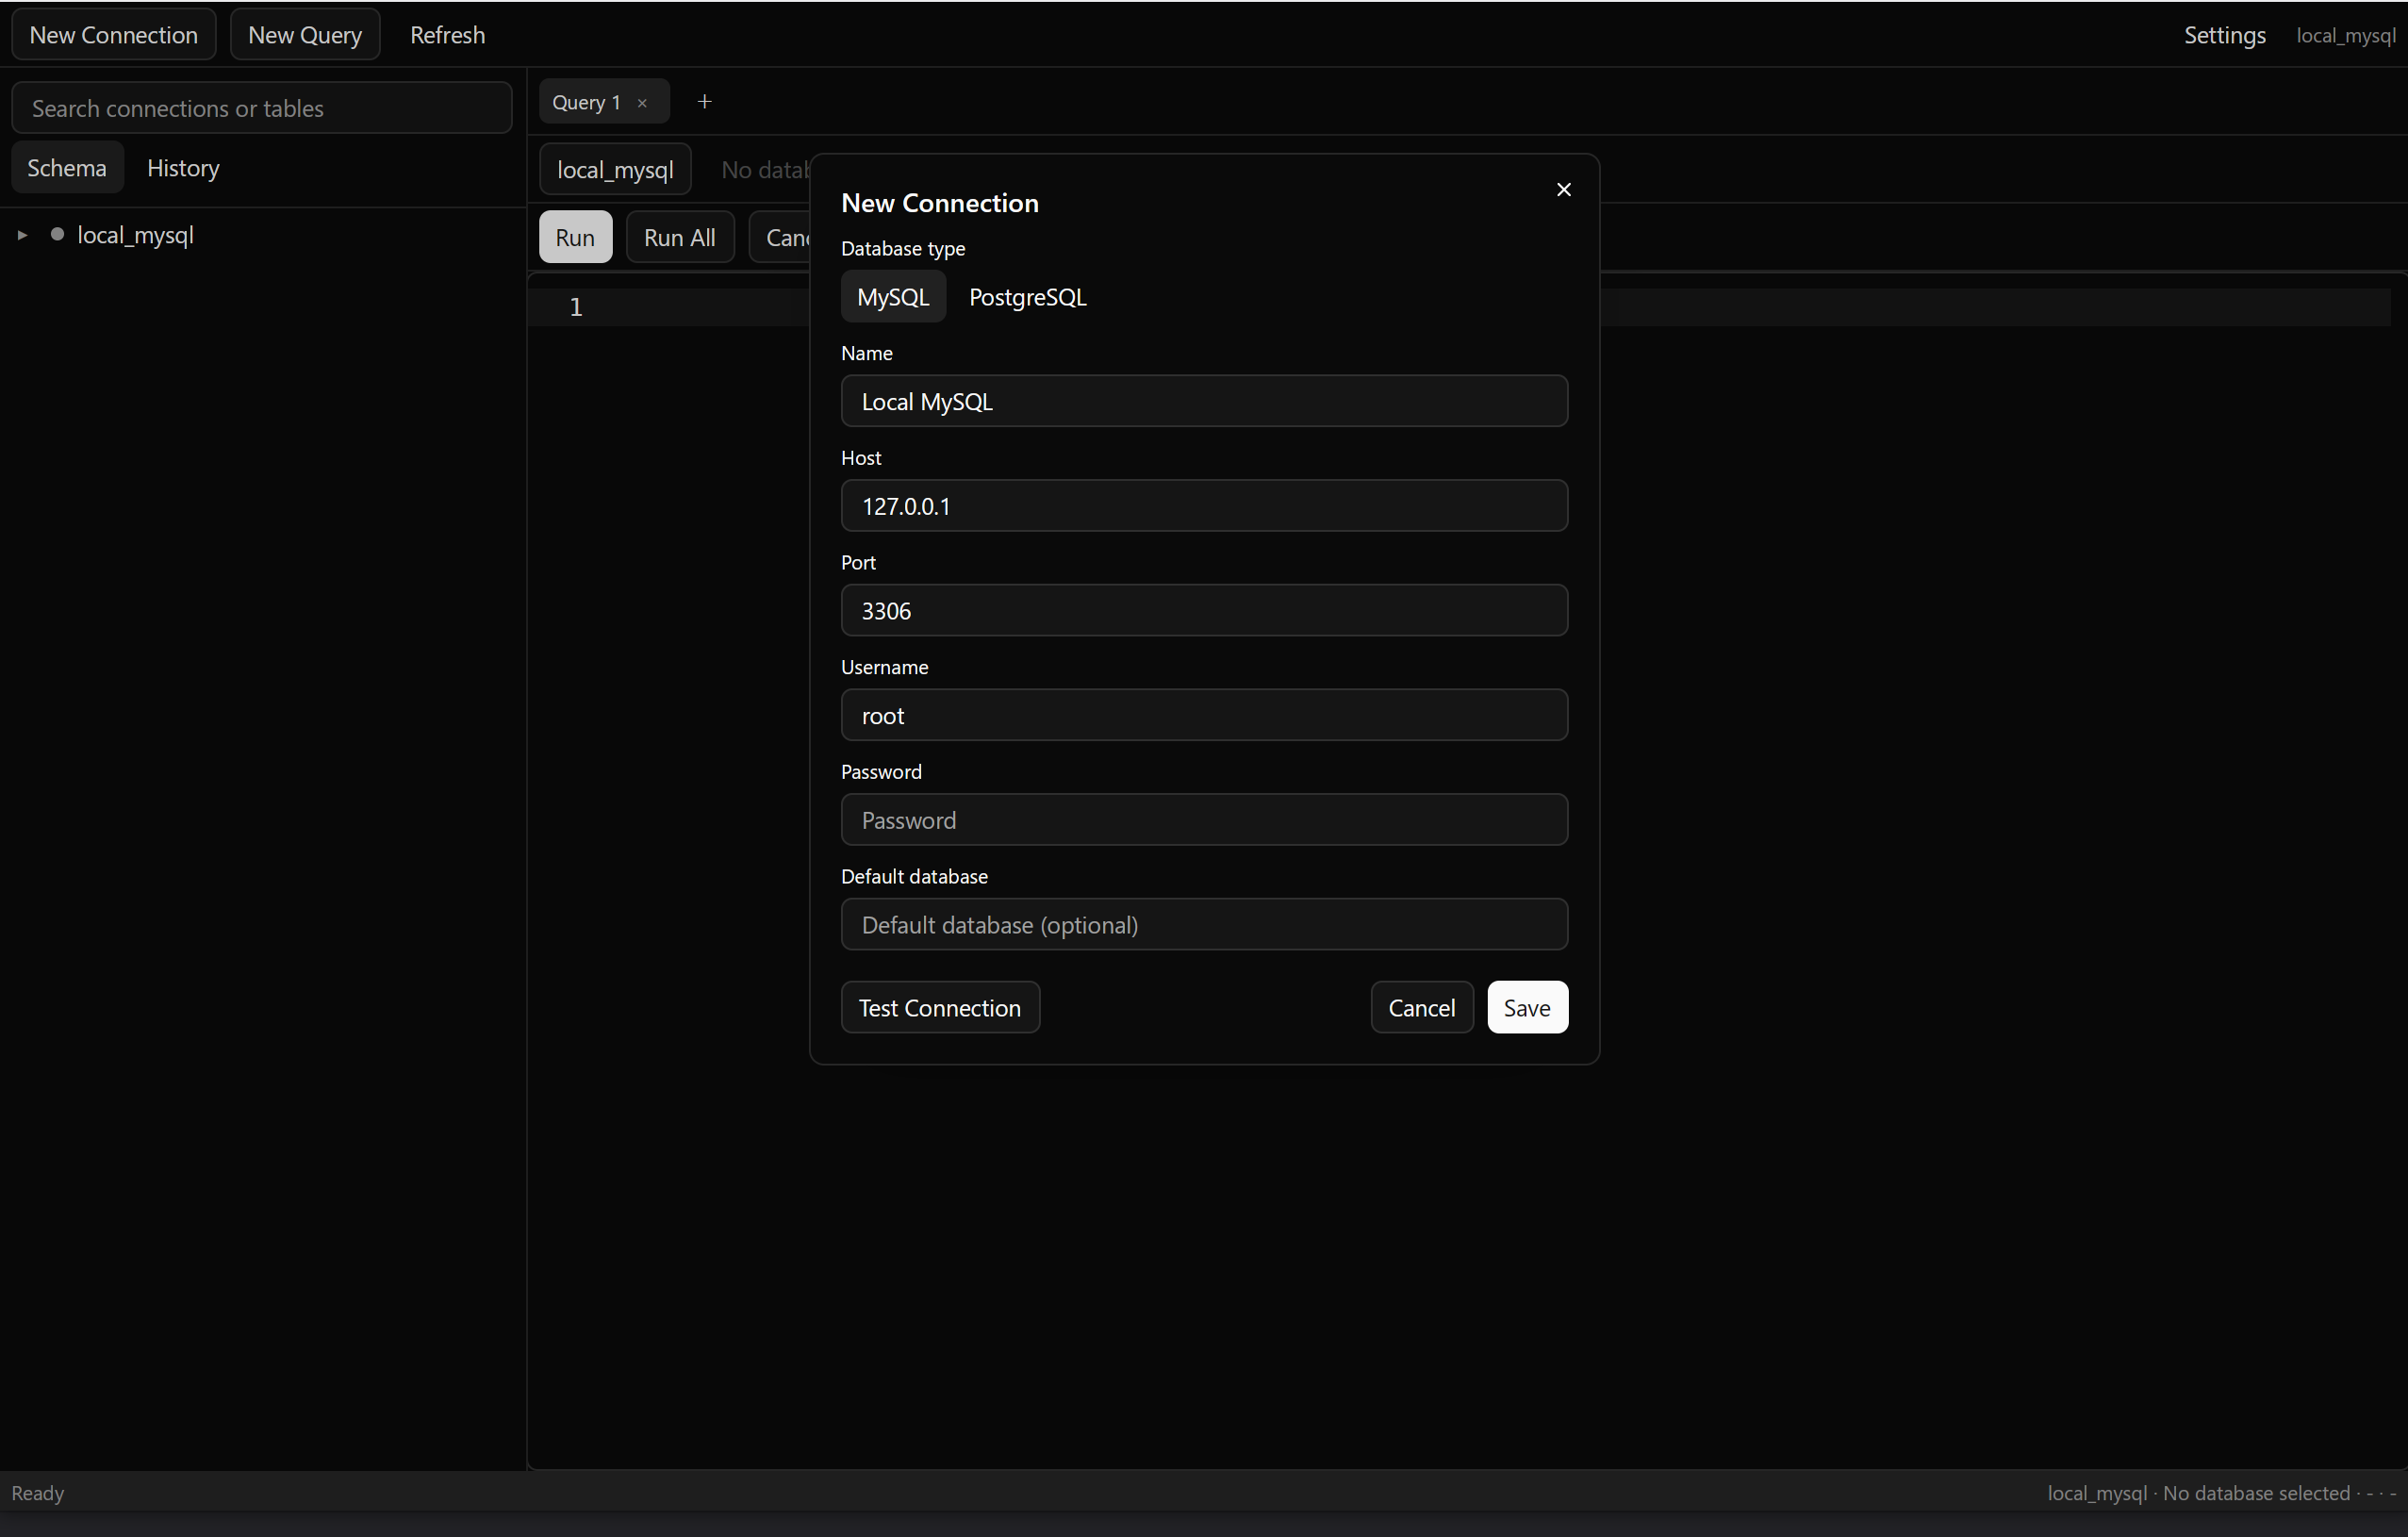 New Connection New Query Refresh Settings local_mysql
Search connections or tables
Schema History
local_mysql
Query 1 × +
local_mysql No datab
Run Run All Canc
1
New Connection
Database type
MySQL PostgreSQL
Name
Local MySQL
Host
127.0.0.1
Port
3306
Username
root
Password
Password
Default database
Default database (optional)
Test Connection Cancel Save
Ready local_mysql · No database selected · - · -